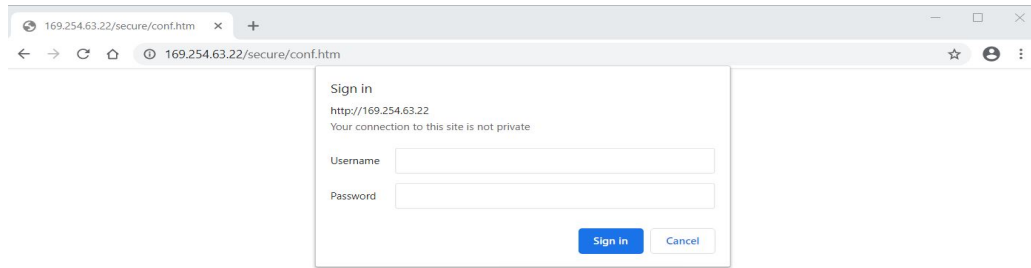 169.254.63.22/secure/conf.htm
169.254.63.22/secure/conf.htm
Sign in
http://169.254.63.22
Your connection to this site is not private
Username
Password
Sign in Cancel